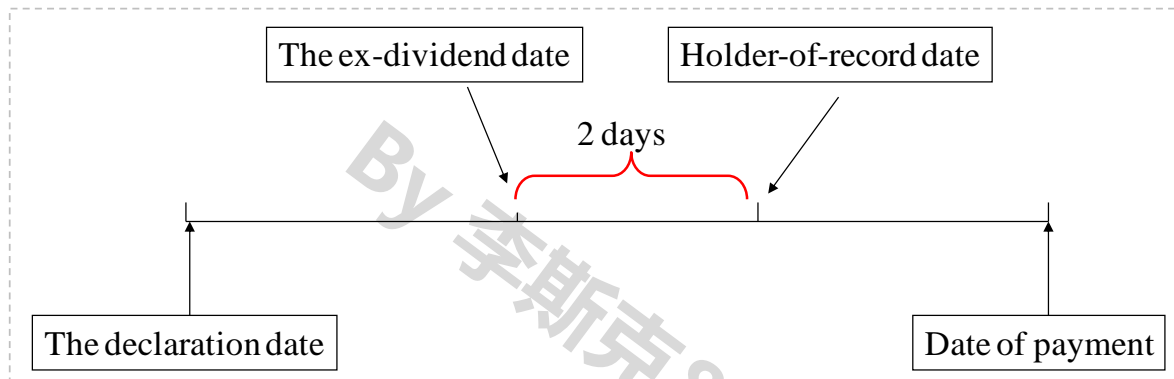 The ex-dividend date
Holder-of-record date
2 days
By 李斯克
The declaration date
Date of payment